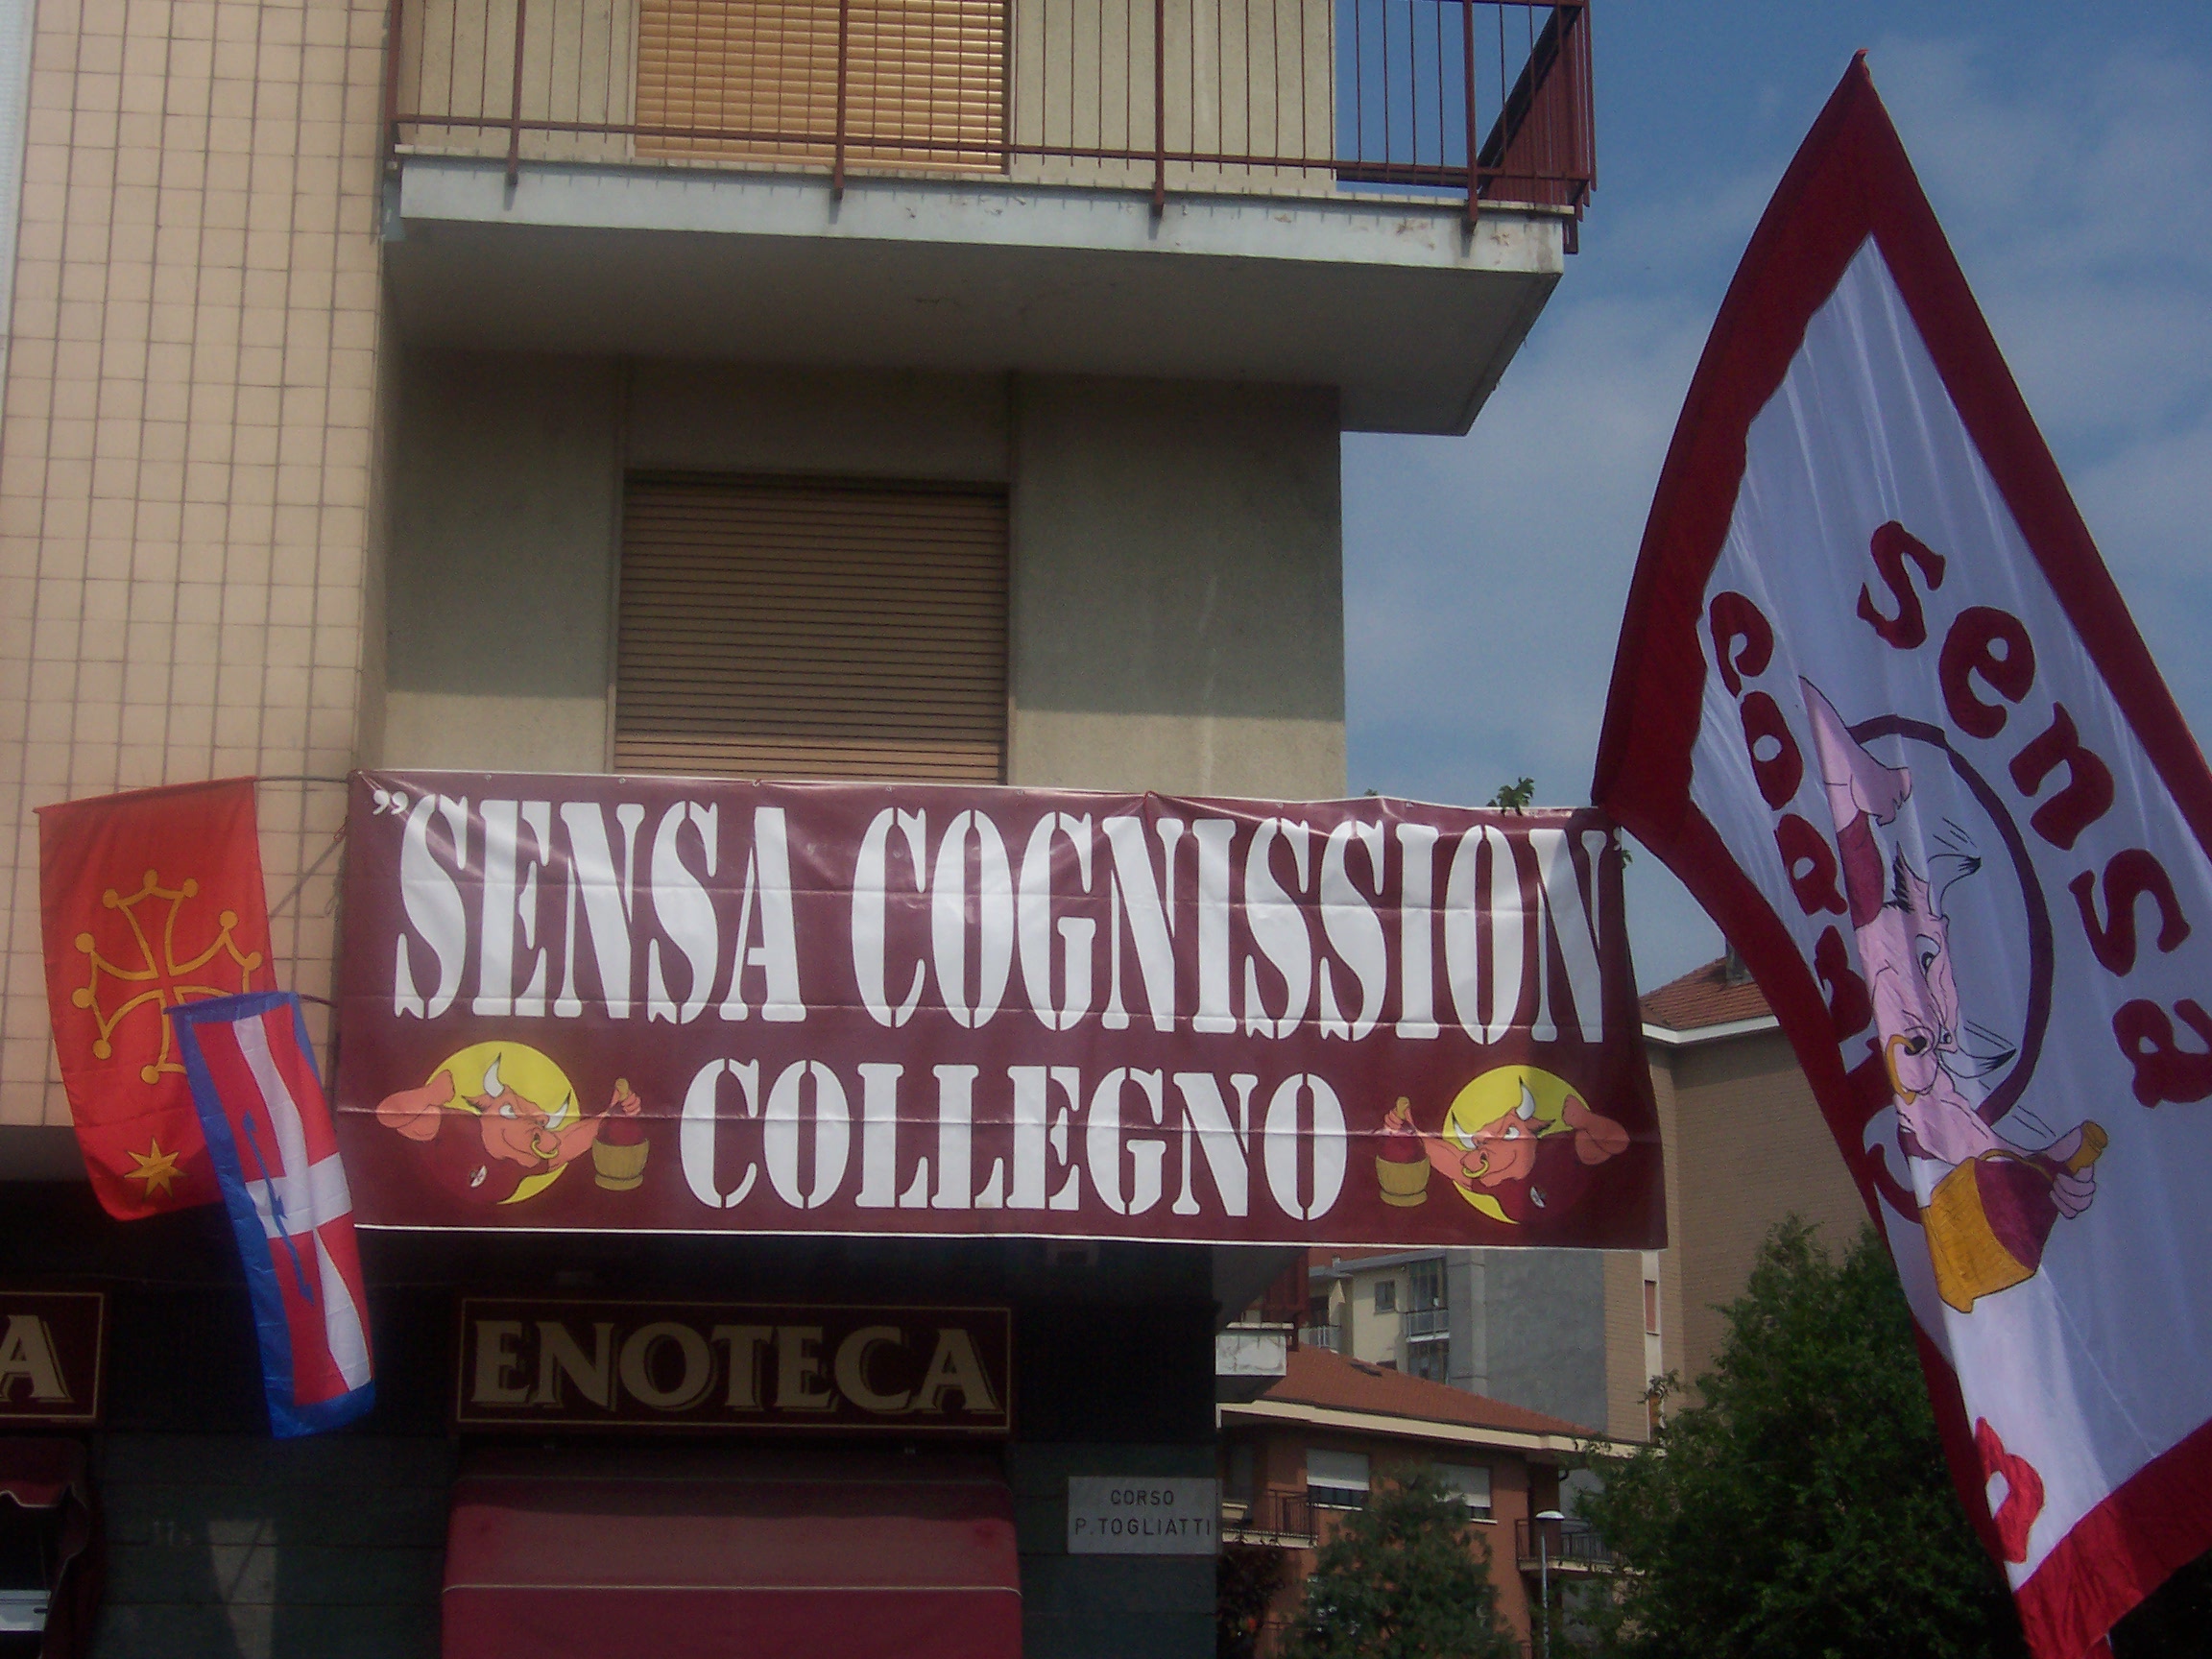 ”SENSA COGNISSION”
COLLEGNO
sensa
ENOTECA
A
CORSO
P.TOGLIATTI